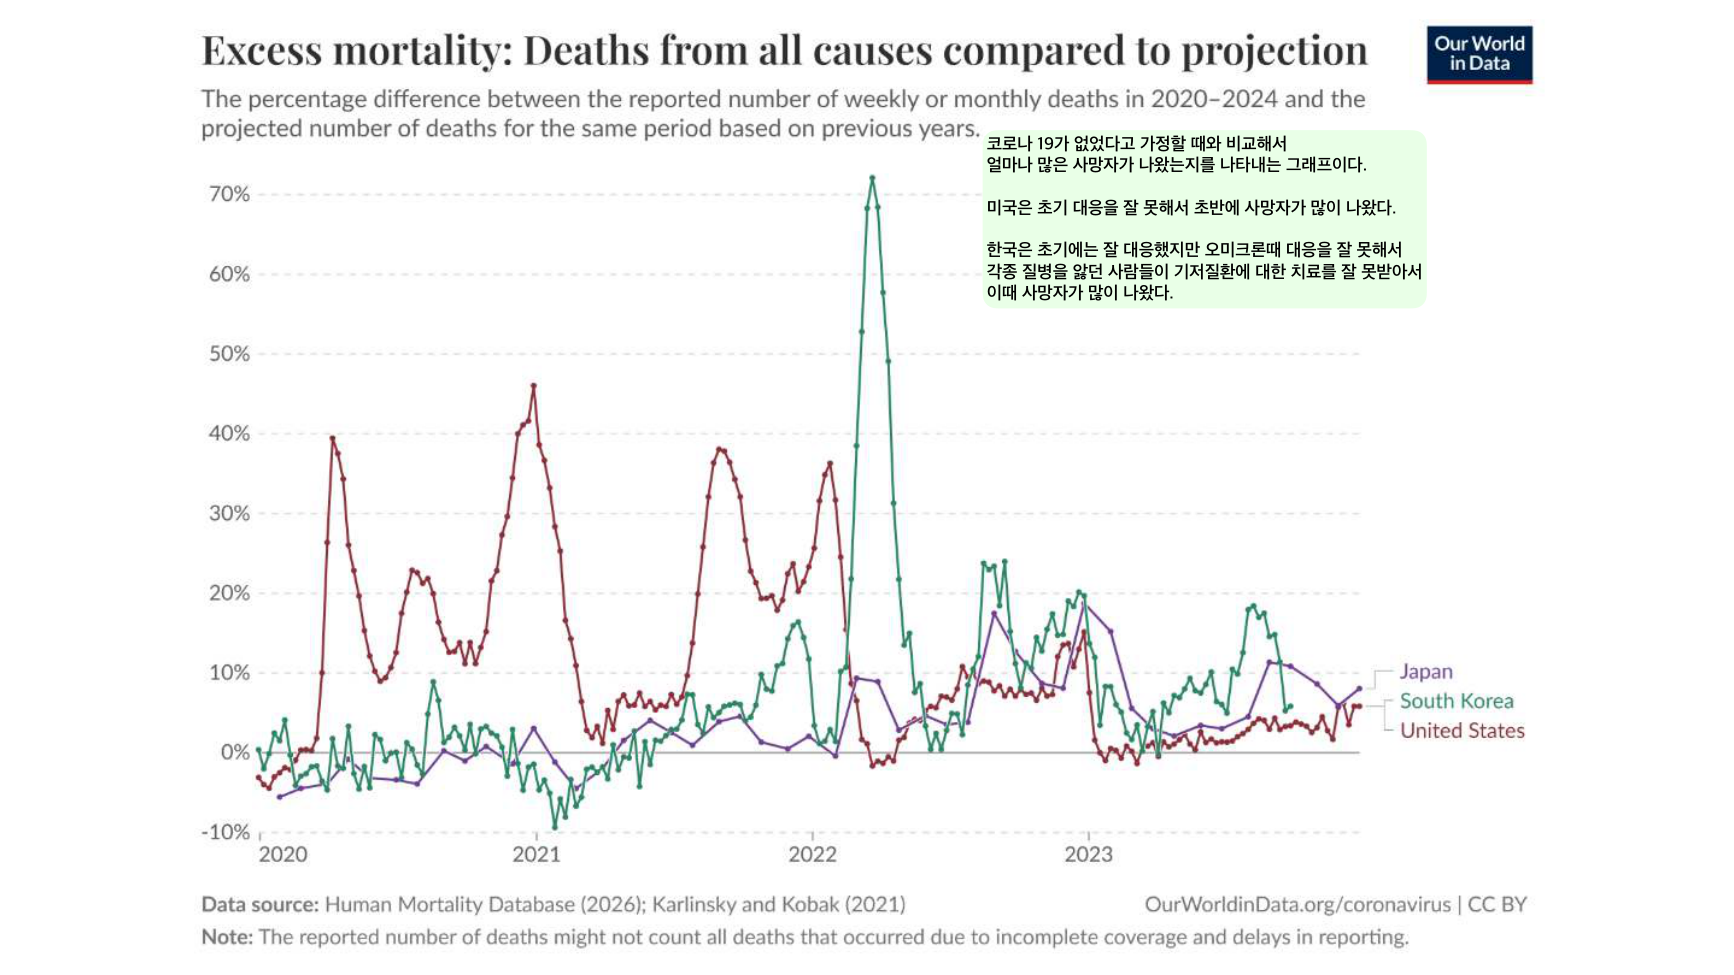 Excess mortality: Deaths from all causes compared to projection
Our World
in Data
The percentage difference between the reported number of weekly or monthly deaths in 2020–2024 and the
projected number of deaths for the same period based on previous years.
코로나 19가 없었다고 가정할 때와 비교해서
얼마나 많은 사망자가 나왔는지를 나타내는 그래프이다.
미국은 초기 대응을 잘 못해서 초반에 사망자가 많이 나왔다.
한국은 초기에는 잘 대응했지만 오미크론때 대응을 잘 못해서
각종 질병을 앓던 사람들이 기저질환에 대한 치료를 잘 못받아서
이때 사망자가 많이 나왔다.
70%
60%
50%
40%
30%
20%
10%
0%
-10%
Japan
South Korea
United States
2020
2021
2022
2023
Data source: Human Mortality Database (2026); Karlinsky and Kobak (2021)
OurWorldinData.org/coronavirus | CC BY
Note: The reported number of deaths might not count all deaths that occurred due to incomplete coverage and delays in reporting.